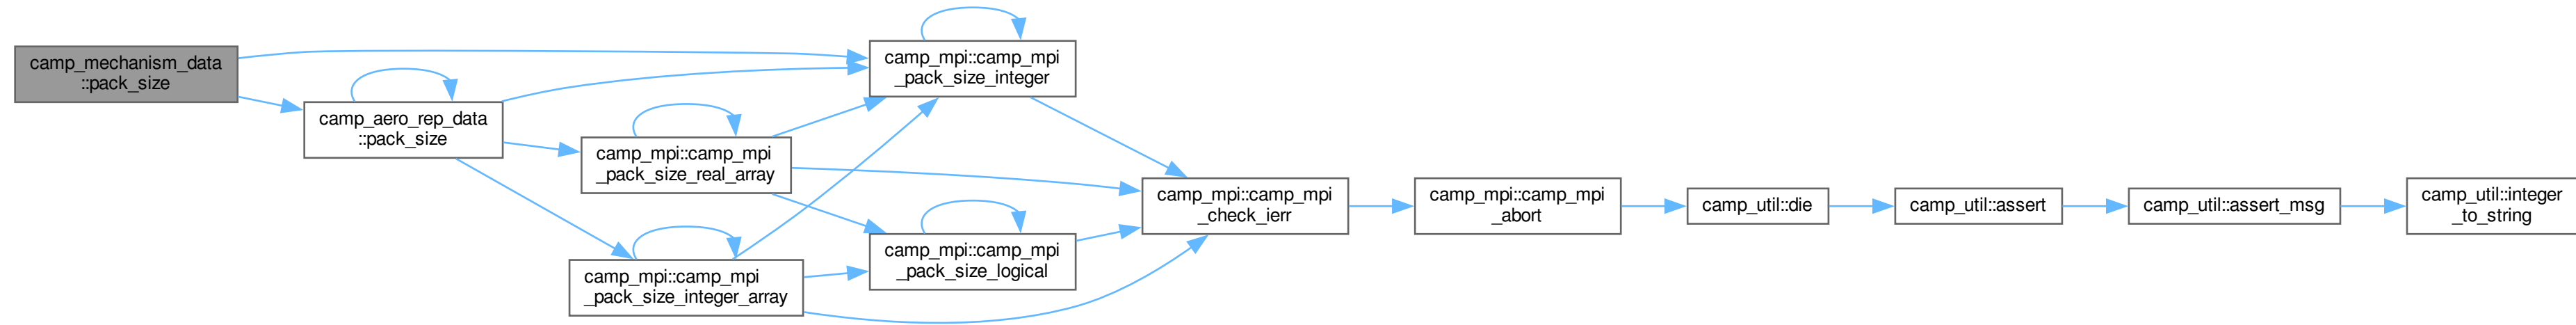 camp_mechanism_data
::pack_size
camp_aero_rep_data
::pack_size
camp_mpi::camp_mpi
_pack_size_real_array
camp_mpi::camp_mpi
_pack_size_integer_array
camp_mpi::camp_mpi
_pack_size_integer
camp_mpi::camp_mpi
_pack_size_logical
camp_mpi::camp_mpi
_check_ierr
camp_mpi::camp_mpi
_abort
camp_util::die
camp_util::assert
camp_util::assert_msg
camp_util::integer
_to_string